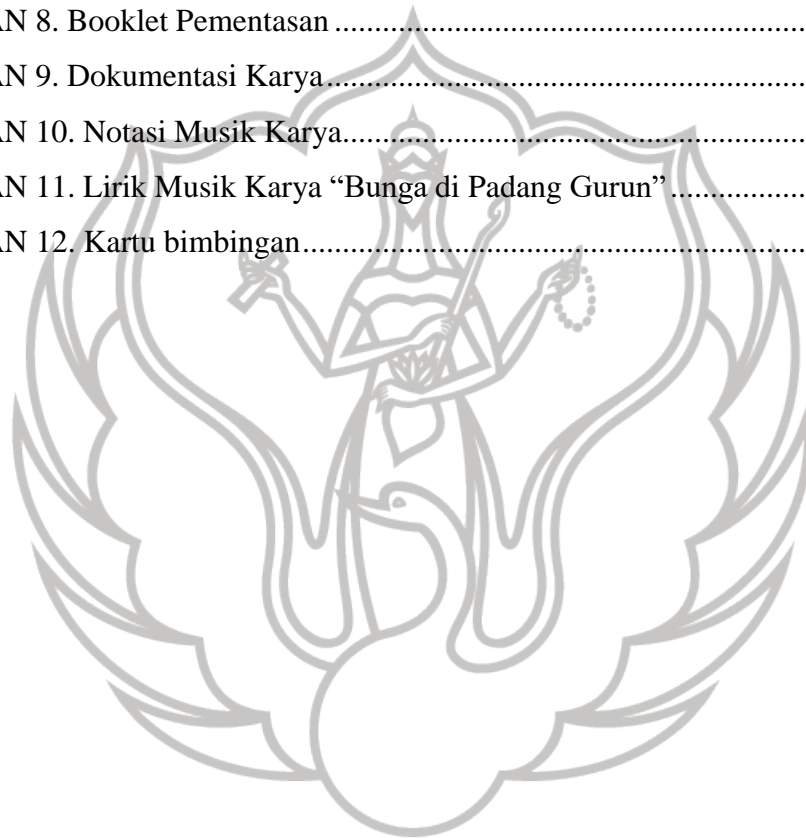 AN 8. Booklet Pementasan ............................................................
AN 9. Dokumentasi Karya.............................................................
AN 10. Notasi Musik Karya...........................................................
AN 11. Lirik Musik Karya “Bunga di Padang Gurun” ..................
AN 12. Kartu bimbingan................................................................